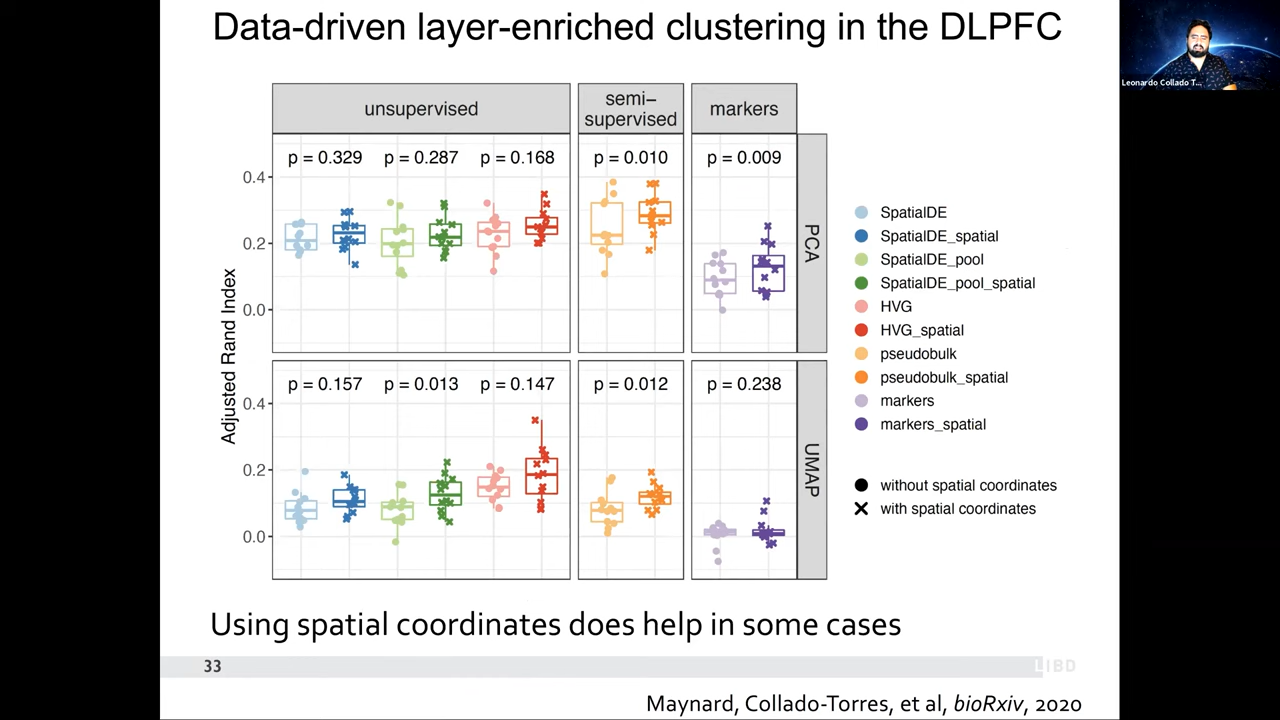 Data-driven layer-enriched clustering in the DLPFC
Leonardo Collado T...
unsupervised
semi-
supervised
markers
p = 0.329 p = 0.287 p = 0.168 p = 0.010 p = 0.009
0.4
0.2
0.0
PCA
p = 0.157 p = 0.013 p = 0.147 p = 0.012 p = 0.238
0.4
0.2
0.0
UMAP
Adjusted Rand Index
SpatialDE
SpatialDE_spatial
SpatialDE_pool
SpatialDE_pool_spatial
HVG
HVG_spatial
pseudobulk
pseudobulk_spatial
markers
markers_spatial
without spatial coordinates
with spatial coordinates
Using spatial coordinates does help in some cases
33
LIBD
Maynard, Collado-Torres, et al, bioRxiv, 2020